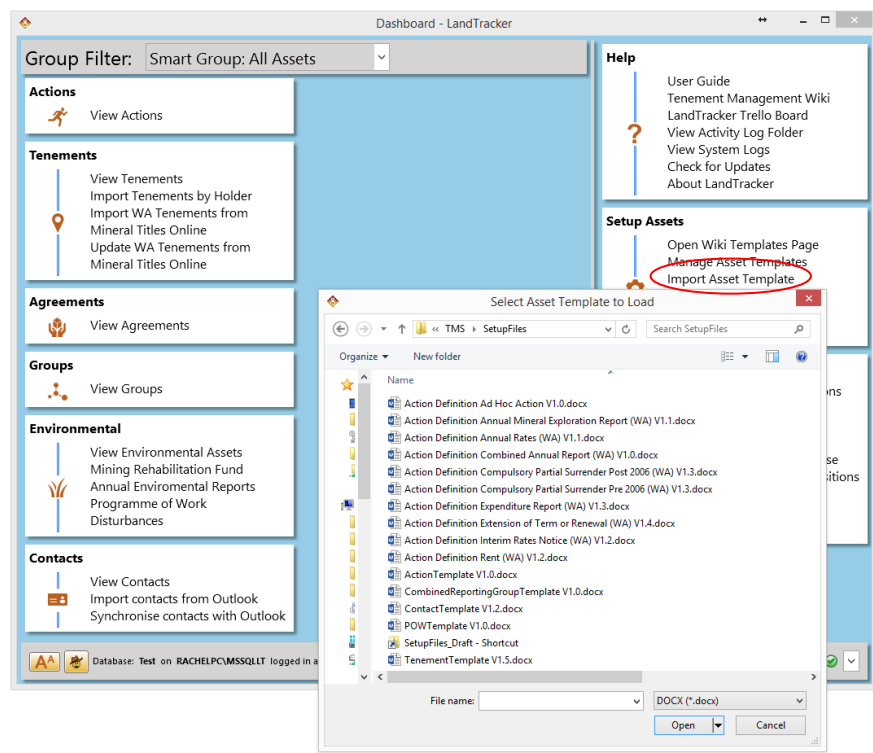 Dashboard - LandTracker
Group Filter:
Smart Group: All Assets
Actions
View Actions
Tenements
View Tenements
Import Tenements by Holder
Import WA Tenements from
Mineral Titles Online
Update WA Tenements from
Mineral Titles Online
Agreements
View Agreements
Groups
View Groups
Environmental
View Environmental Assets
Mining Rehabilitation Fund
Annual Enviromental Reports
Programme of Work
Disturbances
Contacts
View Contacts
Import contacts from Outlook
Synchronise contacts with Outlook
Help
User Guide
Tenement Management Wiki
LandTracker Trello Board
View Activity Log Folder
View System Logs
Check for Updates
About LandTracker
Setup Assets
Open Wiki Templates Page
Manage Asset Templates
Import Asset Template
ons
se
itions
Select Asset Template to Load
« TMS SetupFiles
Search SetupFiles
Organize
New folder
Name
Action Definition Ad Hoc Action V1.0.docx
Action Definition Annual Mineral Exploration Report (WA) V1.1.docx
Action Definition Annual Rates (WA) V1.1.docx
Action Definition Combined Annual Report (WA) V1.0.docx
Action Definition Compulsory Partial Surrender Post 2006 (WA) V1.3.docx
Action Definition Compulsory Partial Surrender Pre 2006 (WA) V1.3.docx
Action Definition Expenditure Report (WA) V1.3.docx
Action Definition Extension of Term or Renewal (WA) V1.4.docx
Action Definition Interim Rates Notice (WA) V1.2.docx
Action Definition Rent (WA) V1.2.docx
ActionTemplate V1.0.docx
CombinedReportingGroupTemplate V1.0.docx
ContactTemplate V1.2.docx
POWTemplate V1.0.docx
SetupFiles_Draft - Shortcut
TenementTemplate V1.5.docx
File name:
DOCX (*.docx)
Open
Cancel
AA
Database: Test on RACHELPC\MSSQLLT logged in a